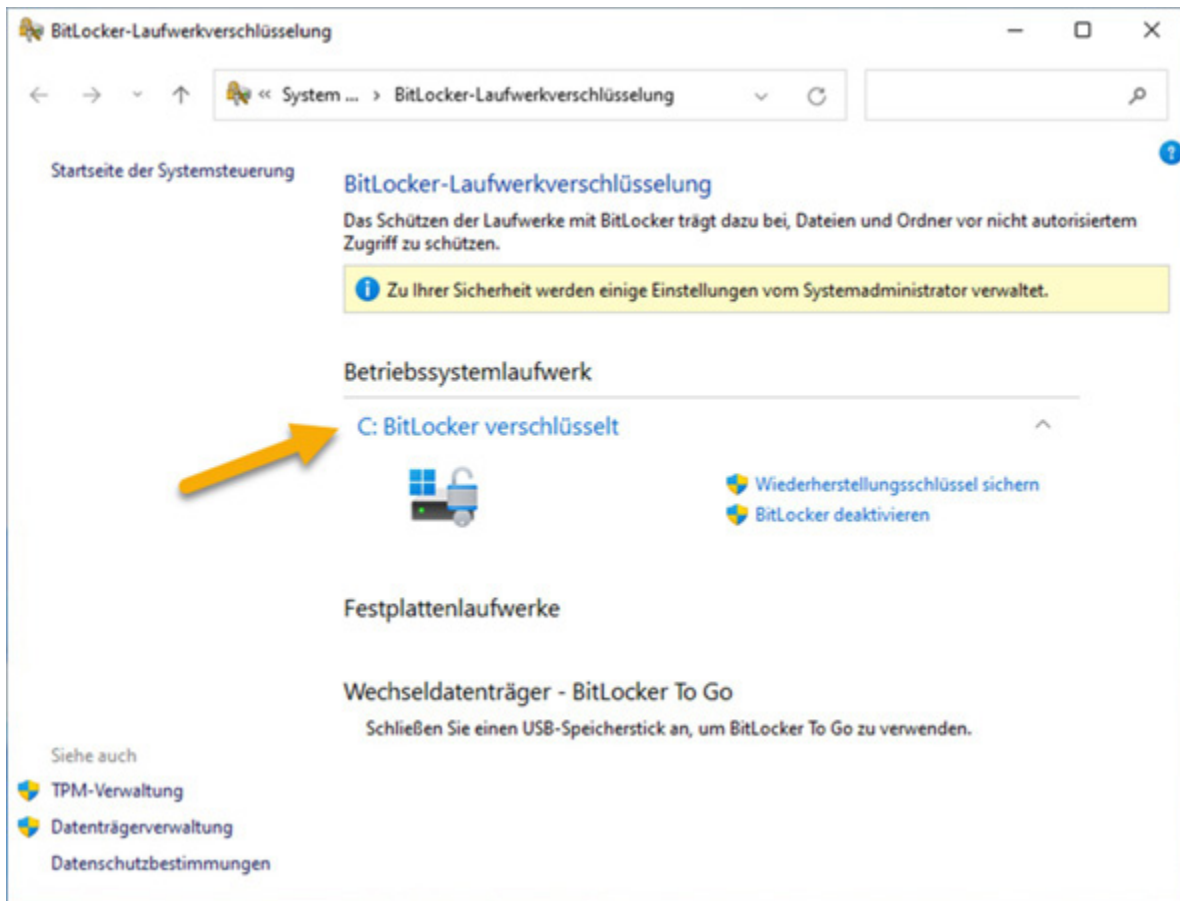 BitLocker-Laufwerkverschlüsselung
« System ... › BitLocker-Laufwerkverschlüsselung
Startseite der Systemsteuerung
BitLocker-Laufwerkverschlüsselung
Das Schützen der Laufwerke mit BitLocker trägt dazu bei, Dateien und Ordner vor nicht autorisiertem
Zugriff zu schützen.
Zu Ihrer Sicherheit werden einige Einstellungen vom Systemadministrator verwaltet.
Betriebssystemlaufwerk
C: BitLocker verschlüsselt
Wiederherstellungsschlüssel sichern
BitLocker deaktivieren
Festplattenlaufwerke
Wechseldatenträger - BitLocker To Go
Schließen Sie einen USB-Speicherstick an, um BitLocker To Go zu verwenden.
Siehe auch
TPM-Verwaltung
Datenträgerverwaltung
Datenschutzbestimmungen